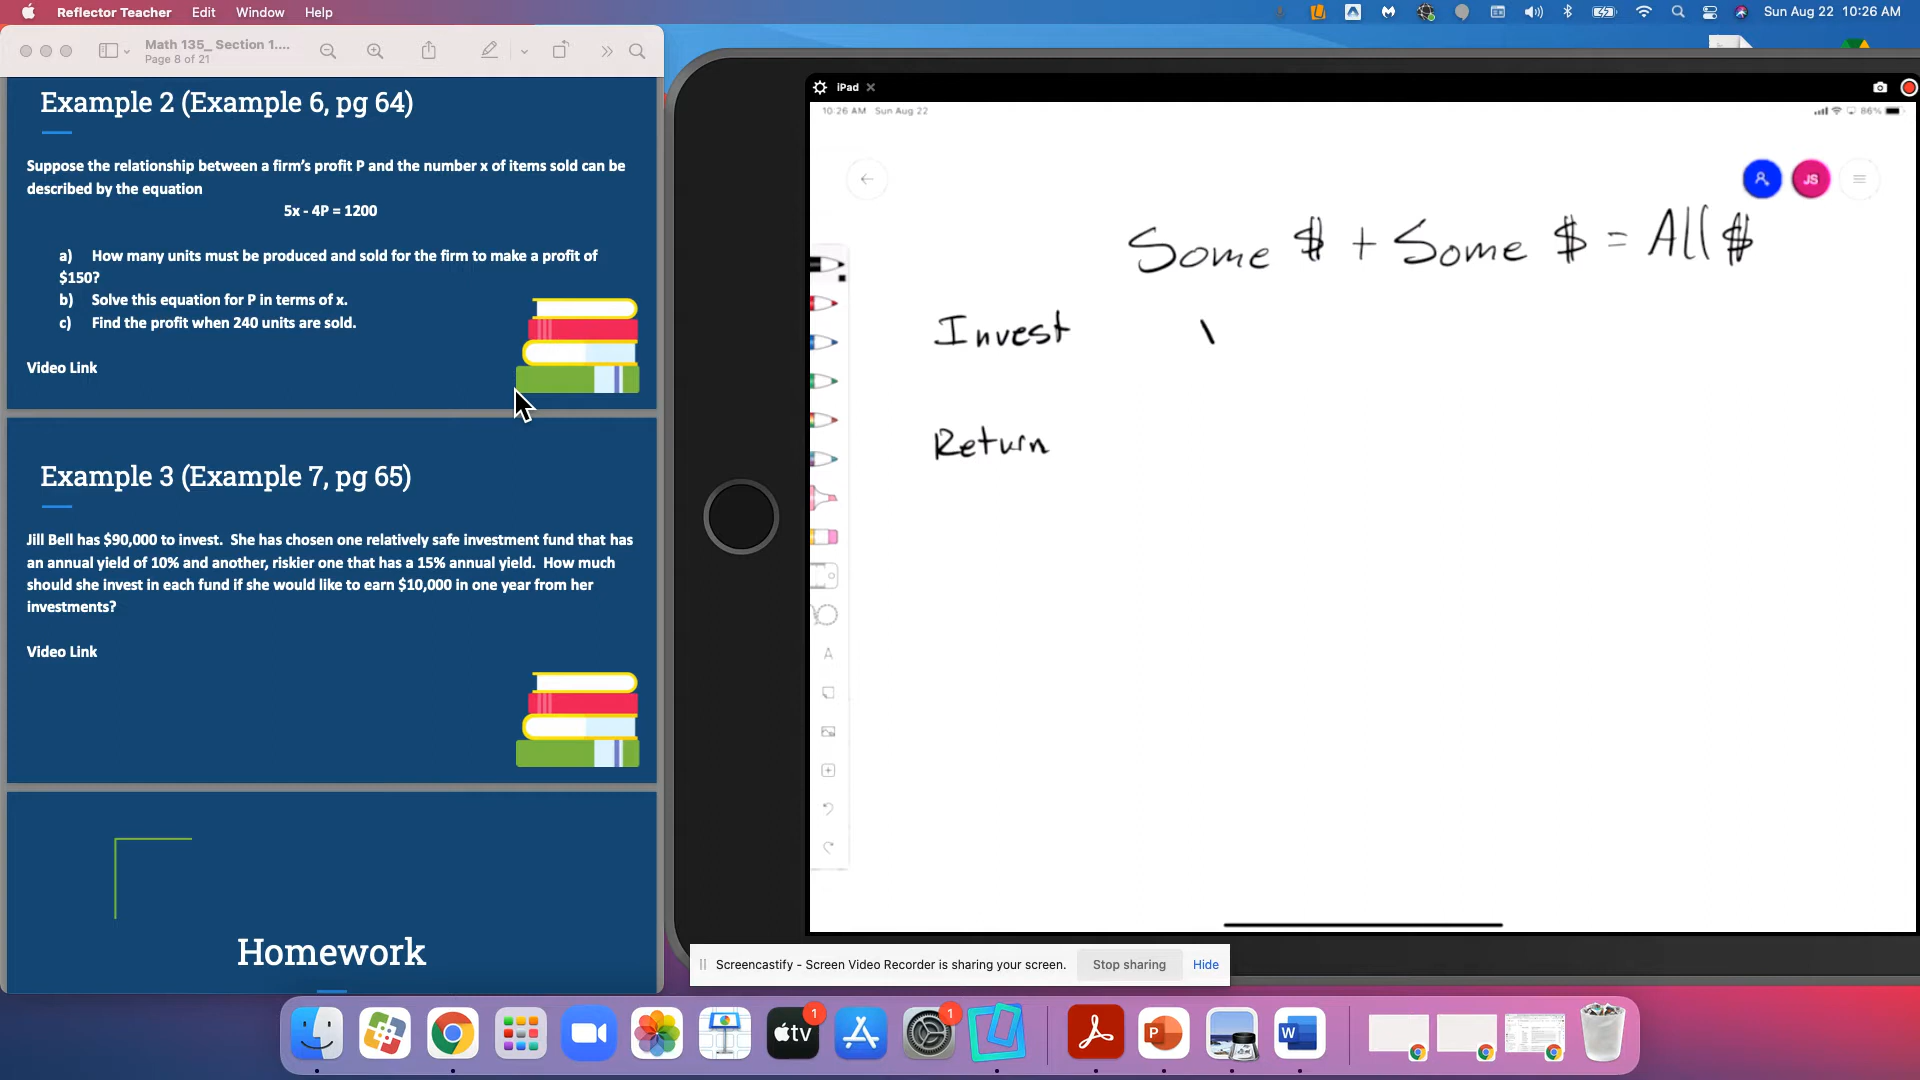 Reflector Teacher Edit Window Help
Sun Aug 22 10:26 AM
Math 135_ Section 1....
Page 8 of 21
Example 2 (Example 6, pg 64)
Suppose the relationship between a firm's profit P and the number x of items sold can be
described by the equation
5x - 4P = 1200
a) How many units must be produced and sold for the firm to make a profit of
$150?
b) Solve this equation for P in terms of x.
c) Find the profit when 240 units are sold.
Video Link
Example 3 (Example 7, pg 65)
Jill Bell has $90,000 to invest. She has chosen one relatively safe investment fund that has
an annual yield of 10% and another, riskier one that has a 15% annual yield. How much
should she invest in each fund if she would like to earn $10,000 in one year from her
investments?
Video Link
Homework
iPad
10:26 AM Sun Aug 22
86%
JS
Some $ + Some $ = All $
Invest \
Return
A
Screencastify - Screen Video Recorder is sharing your screen. Stop sharing Hide
tv
1
1
P
W